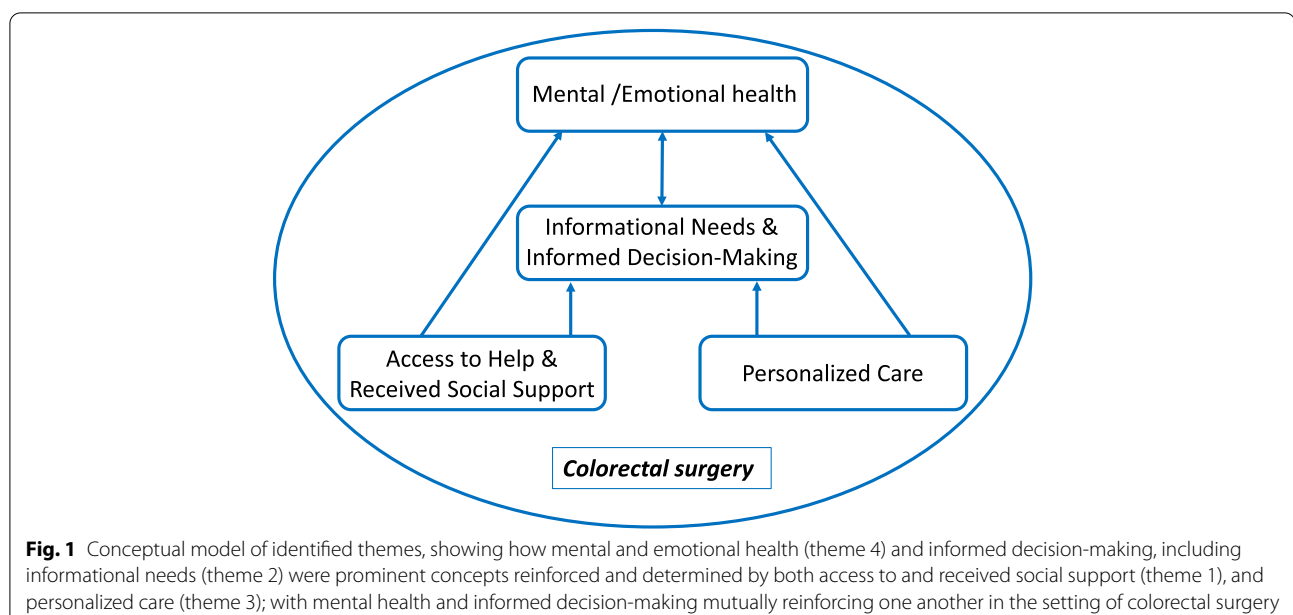 Mental /Emotional health
Informational Needs &
Informed Decision-Making
Access to Help &
Received Social Support
Personalized Care
Colorectal surgery
Fig. 1 Conceptual model of identified themes, showing how mental and emotional health (theme 4) and informed decision-making, including
informational needs (theme 2) were prominent concepts reinforced and determined by both access to and received social support (theme 1), and
personalized care (theme 3); with mental health and informed decision-making mutually reinforcing one another in the setting of colorectal surgery